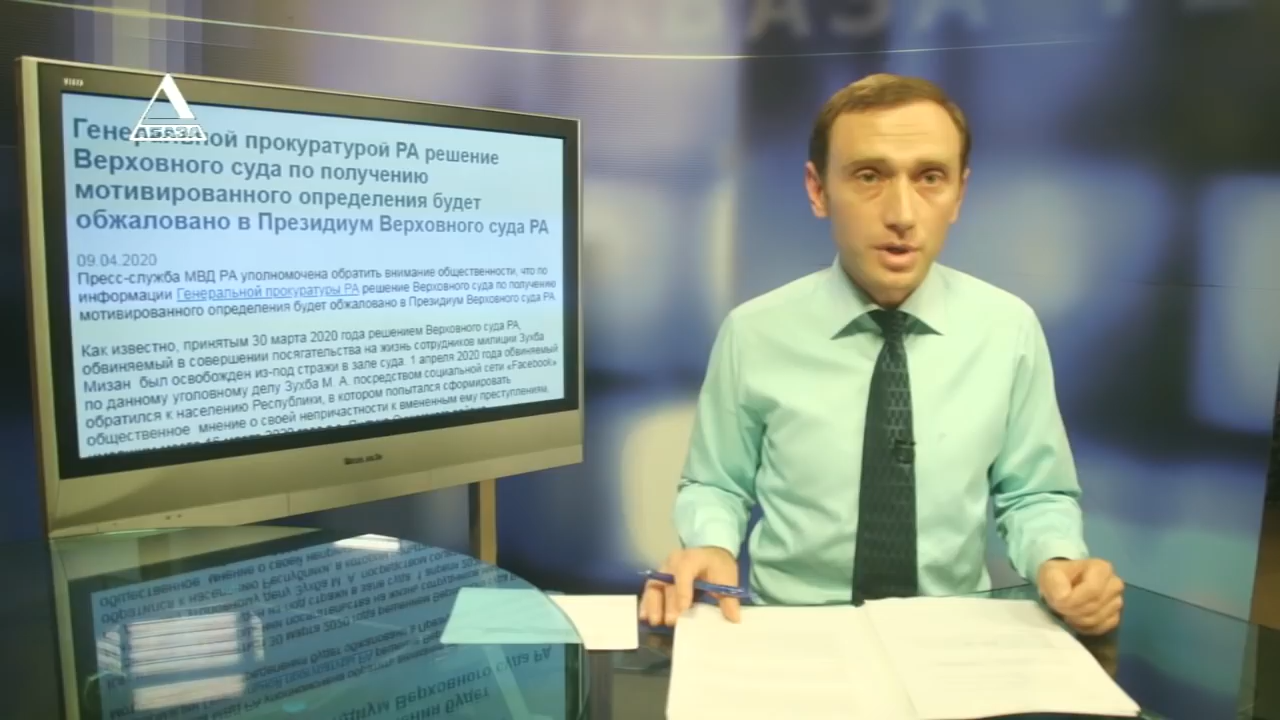 АБАЗА
АБАЗА
Генеральной прокуратурой РА решение
Верховного суда по получению
мотивированного определения будет
обжаловано в Президиум Верховного суда РА
09.04.2020
Пресс-служба МВД РА уполномочена обратить внимание общественности, что по
информации Генеральной прокуратуры РА решение Верховного суда по получению
мотивированного определения будет обжаловано в Президиум Верховного суда РА
Как известно, принятым 30 марта 2020 года решением Верховного суда РА,
обвиняемый в совершении посягательства на жизнь сотрудников милиции Зухба
Мизан был освобожден из-под стражи в зале суда. 1 апреля 2020 года обвиняемый
по данному уголовному делу Зухба М. А. посредством социальной сети «Facebook»
обратился к населению Республики, в котором попытался сформировать
общественное мнение о своей непричастности к вмененным ему преступлениям,